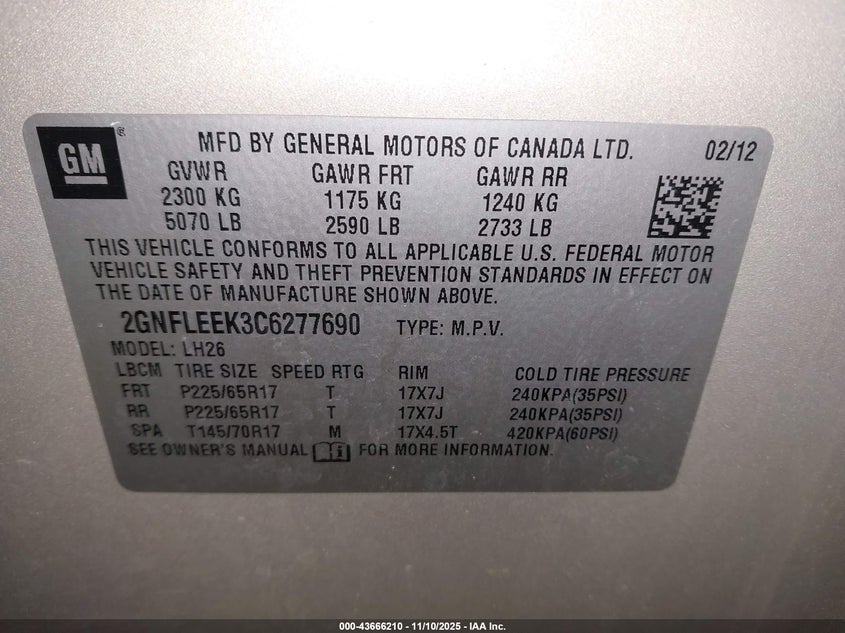 GM®
MFD BY GENERAL MOTORS OF CANADA LTD. 02/12
GVWR GAWR FRT GAWR RR
2300 KG 1175 KG 1240 KG
5070 LB 2590 LB 2733 LB
THIS VEHICLE CONFORMS TO ALL APPLICABLE U.S. FEDERAL MOTOR
VEHICLE SAFETY AND THEFT PREVENTION STANDARDS IN EFFECT ON
THE DATE OF MANUFACTURE SHOWN ABOVE.
2GNFLEEK3C6277690 TYPE: M.P.V.
MODEL: LH26
LBCM TIRE SIZE SPEED RTG RIM COLD TIRE PRESSURE
FRT P225/65R17 T 17X7J 240KPA(35PSI)
RR P225/65R17 T 17X7J 240KPA(35PSI)
SPA T145/70R17 M 17X4.5T 420KPA(60PSI)
SEE OWNER'S MANUAL FOR MORE INFORMATION.
000-43666210 - 11/10/2025 - IAA Inc.